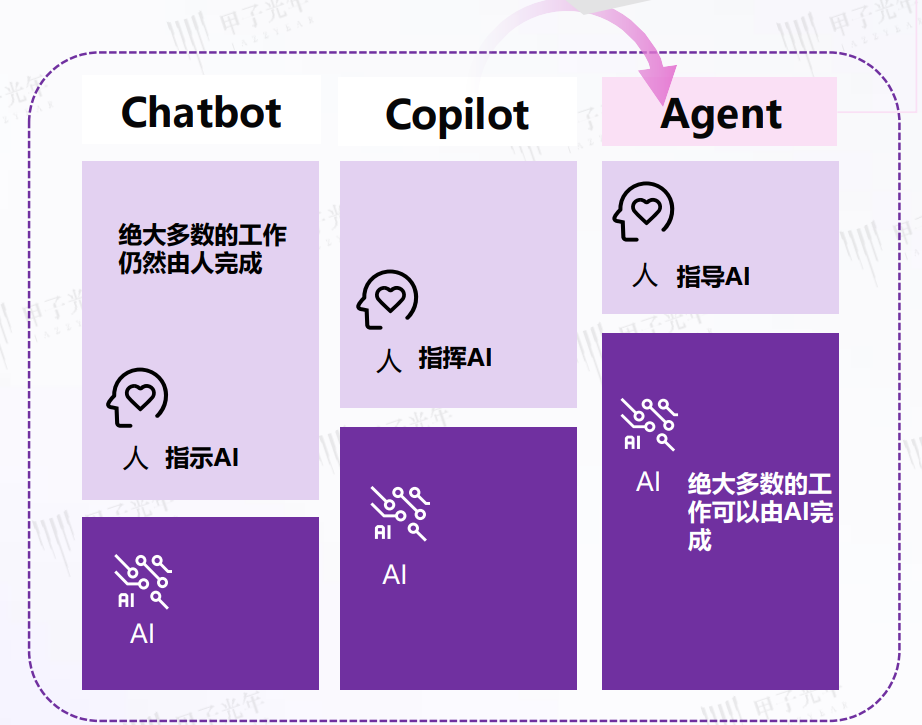 Chatbot
Copilot
Agent
绝大多数的工作
仍然由人完成
人 指示AI
AI
AI
人 指挥AI
AI
AI
人 指导AI
AI
AI
绝大多数的工
作可以由AI完
成
甲子光年